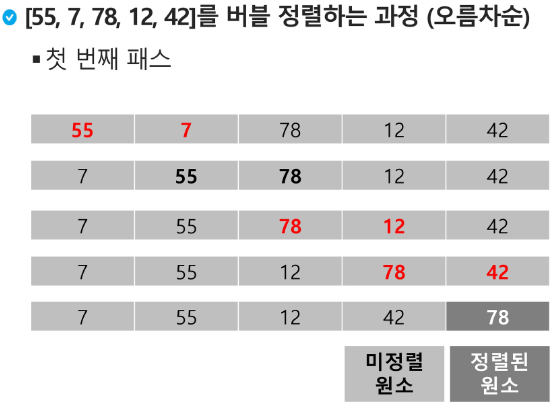 [55, 7, 78, 12, 42]를 버블 정렬하는 과정 (오름차순)
첫 번째 패스
55 7 78 12 42
7 55 78 12 42
7 55 78 12 42
7 55 12 78 42
7 55 12 42 78
미정렬 정렬된
원소 원소